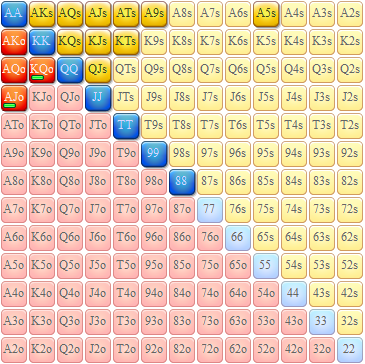 AA AKs AQs AJs ATs A9s A8s A7s A6s A5s A4s A3s A2s
AKo KK KQs KJs KTs K9s K8s K7s K6s K5s K4s K3s K2s
AQo KQo QQ QJs QTs Q9s Q8s Q7s Q6s Q5s Q4s Q3s Q2s
AJo KJo QJo JJ JTs J9s J8s J7s J6s J5s J4s J3s J2s
ATo KTo QTo JTo TT T9s T8s T7s T6s T5s T4s T3s T2s
A9o K9o Q9o J9o T9o 99 98s 97s 96s 95s 94s 93s 92s
A8o K8o Q8o J8o T8o 98o 88 87s 86s 85s 84s 83s 82s
A7o K7o Q7o J7o T7o 97o 87o 77 76s 75s 74s 73s 72s
A6o K6o Q6o J6o T6o 96o 86o 76o 66 65s 64s 63s 62s
A5o K5o Q5o J5o T5o 95o 85o 75o 65o 55 54s 53s 52s
A4o K4o Q4o J4o T4o 94o 84o 74o 64o 54o 44 43s 42s
A3o K3o Q3o J3o T3o 93o 83o 73o 63o 53o 43o 33 32s
A2o K2o Q2o J2o T2o 92o 82o 72o 62o 52o 42o 32o 22